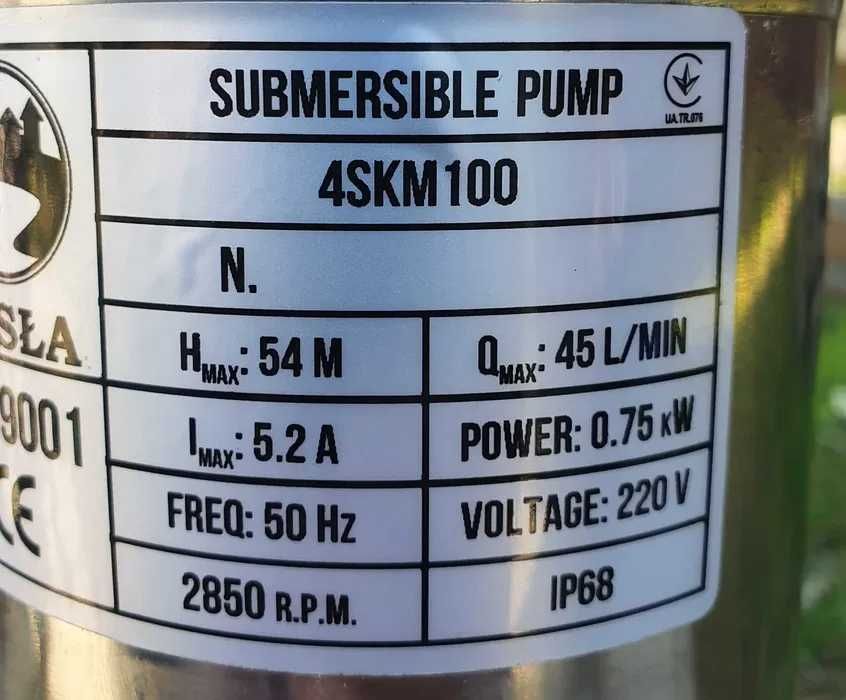 SUBMERSIBLE PUMP
UA.TR.076
4SKM100
N.
HMAX: 54 M
QMAX: 45 L/MIN
SŁA
9001
IMAX: 5.2 A
POWER: 0.75 KW
CE
FREQ: 50 Hz
VOLTAGE: 220 V
2850 R.P.M.
IP68